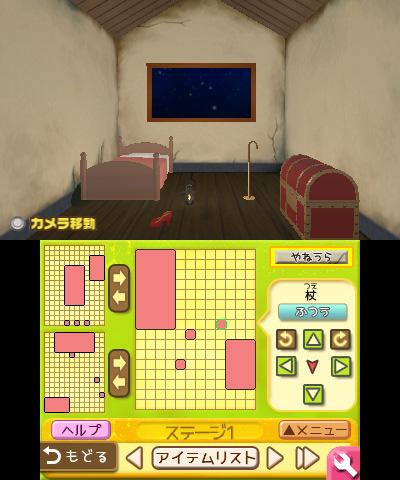 カメラ移動
やねうら
つえ
杖
ふつう
ヘルプ
ステージ1
▲メニュー
もどる
アイテムリスト